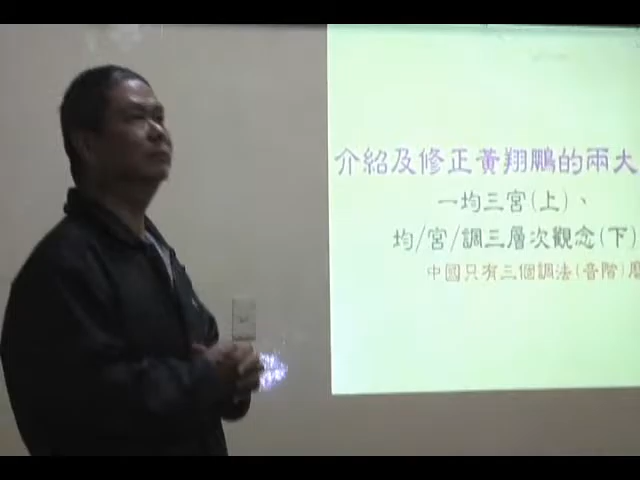 介紹及修正黃翔鵬的兩大
一均三宮(上)、
均/宮/調三層次觀念(下)
中國只有三個調法(音階)麼